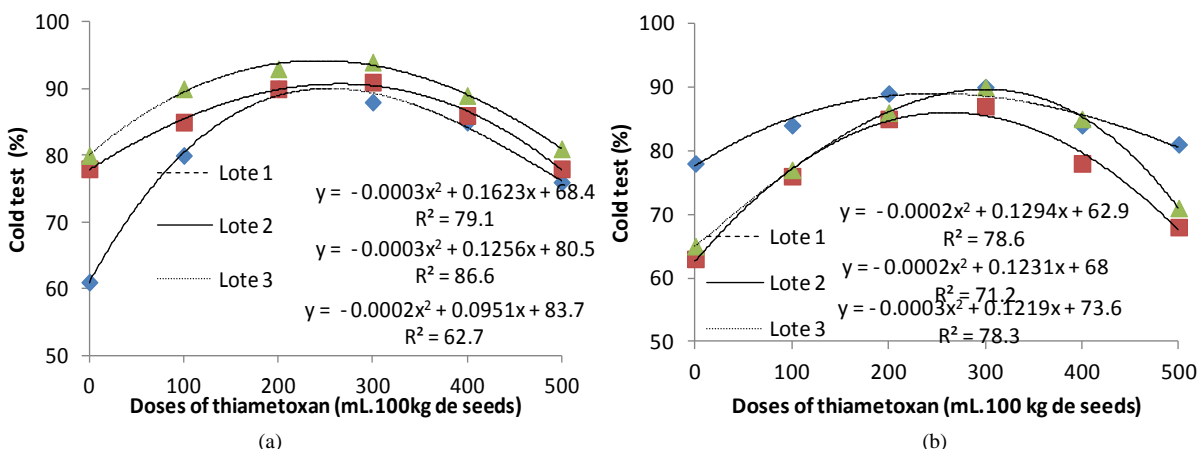 100
90
80
70
60
50
Cold test (%)
Lote 1
Lote 2
Lote 3
y = -0.0003x² + 0.1623x + 68.4
R² = 79.1
y = -0.0003x² + 0.1256x + 80.5
R² = 86.6
y = -0.0002x² + 0.0951x + 83.7
R² = 62.7
0 100 200 300 400 500
Doses of thiametoxan (mL.100kg de seeds)
(a)
100
90
80
70
60
50
Cold test (%)
Lote 1
Lote 2
Lote 3
y = -0.0002x² + 0.1294x + 62.9
R² = 78.6
y = -0.0002x² + 0.1231x + 68
R² = 71.2
y = -0.0003x² + 0.1219x + 73.6
R² = 78.3
0 100 200 300 400 500
Doses of thiametoxan (mL.100 kg de seeds)
(b)